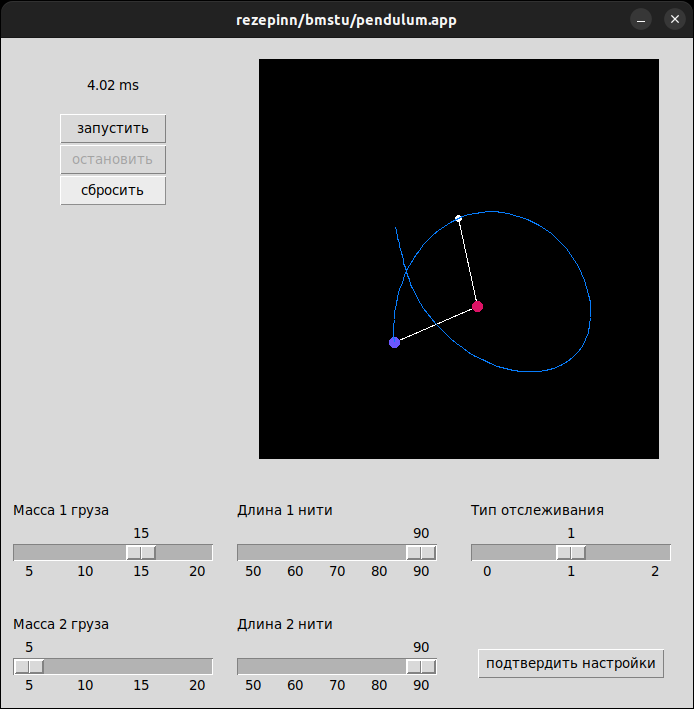 rezepinn/bmstu/pendulum.app
4.02 ms
запустить
остановить
сбросить
Масса 1 груза
15
5 10 15 20
Длина 1 нити
90
50 60 70 80 90
Тип отслеживания
1
0 1 2
Масса 2 груза
5
5 10 15 20
Длина 2 нити
90
50 60 70 80 90
подтвердить настройки